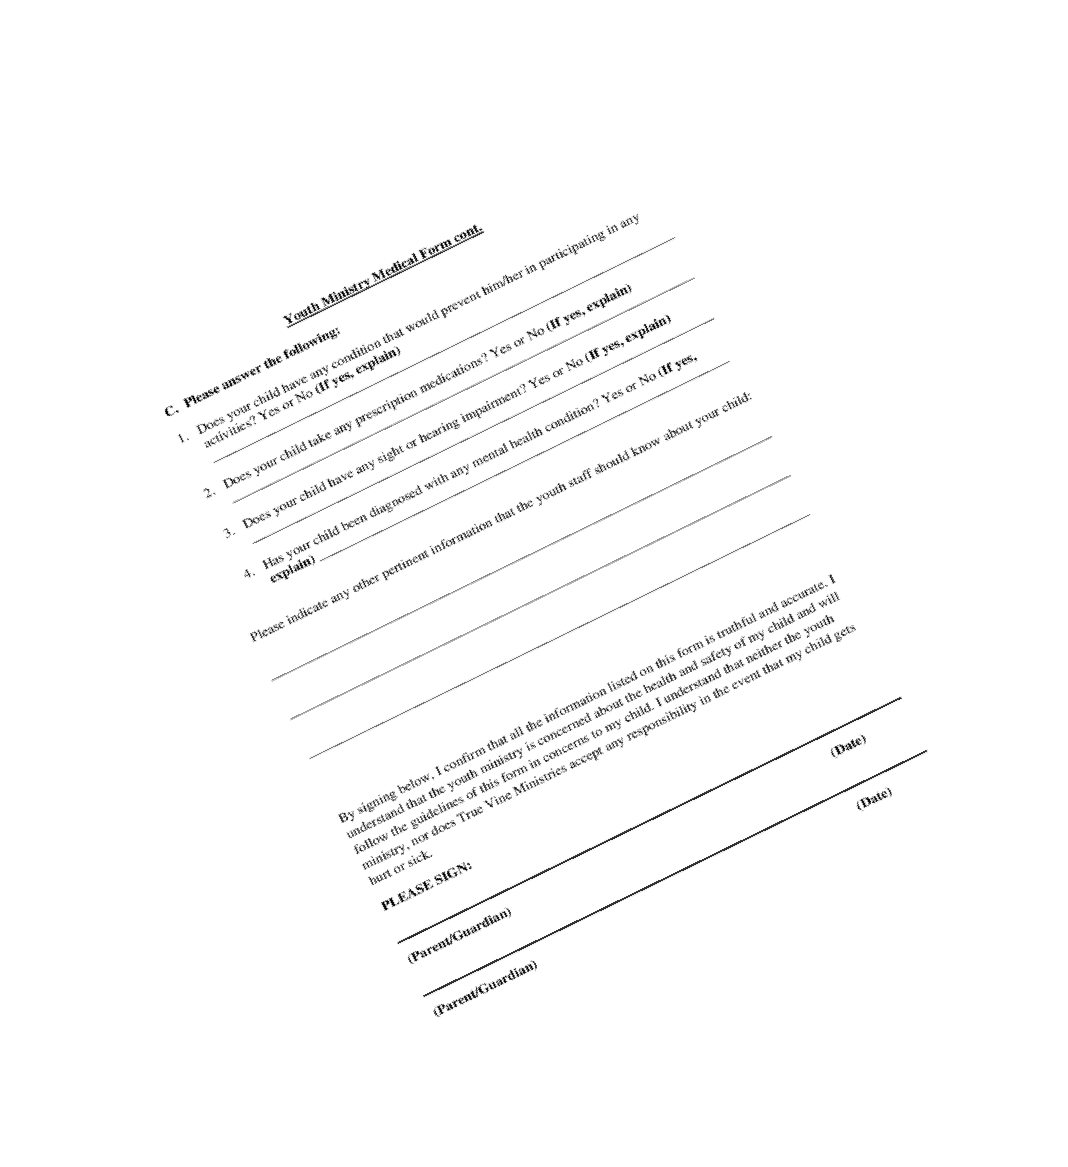 Youth Ministry Medical Form cont.
C. Please answer the following:
1. Does your child have any condition that would prevent him/her in participating in any
activities? Yes or No (If yes, explain)
2. Does your child take any prescription medications? Yes or No (If yes, explain)
3. Does your child have any sight or hearing impairment? Yes or No (If yes, explain)
4. Has your child been diagnosed with any mental health condition? Yes or No (If yes,
explain)
Please indicate any other pertinent information that the youth staff should know about your child:
By signing below, I confirm that all the information listed on this form is truthful and accurate. I
understand that the youth ministry is concerned about the health and safety of my child and will
follow the guidelines of this form in concerns to my child. I understand that neither the youth
ministry, nor does True Vine Ministries accept any responsibility in the event that my child gets
hurt or sick.
PLEASE SIGN:
(Parent/Guardian) (Date)
(Parent/Guardian) (Date)